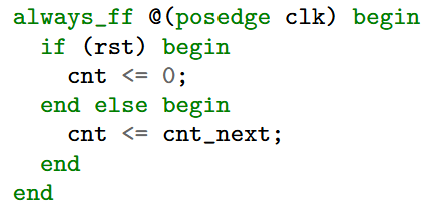 always_ff @(posedge clk) begin
  if (rst) begin
    cnt <= 0;
  end else begin
    cnt <= cnt_next;
  end
end